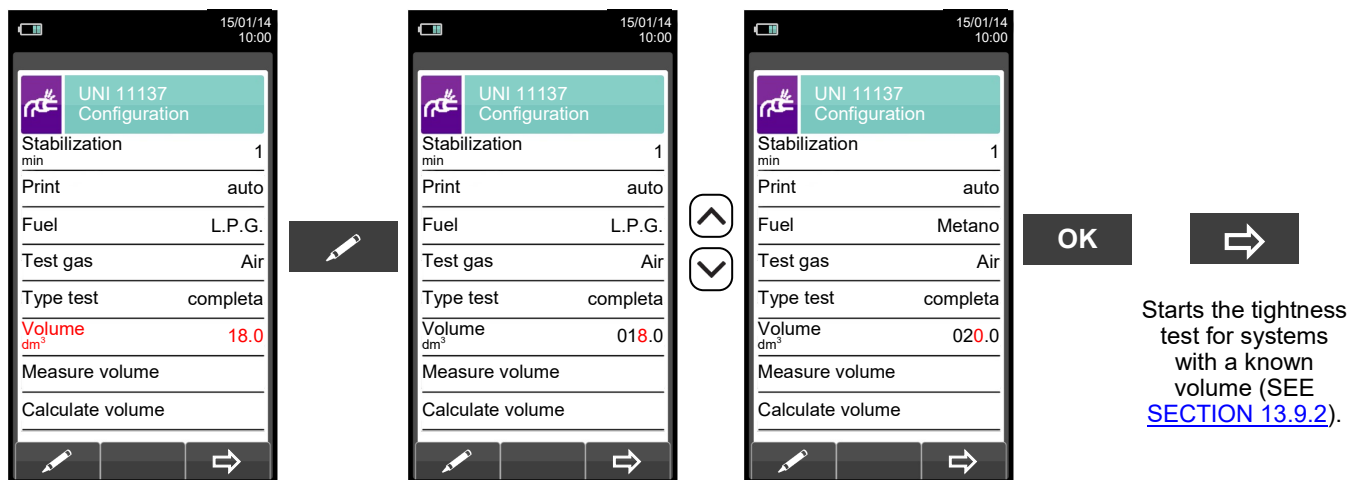 15/01/14
10:00
UNI 11137
Configuration
Stabilization
min
1
Print auto
Fuel L.P.G.
Test gas Air
Type test completa
Volume
dm³
18.0
Measure volume
Calculate volume
15/01/14
10:00
UNI 11137
Configuration
Stabilization
min
1
Print auto
Fuel L.P.G.
Test gas Air
Type test completa
Volume
dm³
018.0
Measure volume
Calculate volume
15/01/14
10:00
UNI 11137
Configuration
Stabilization
min
1
Print auto
Fuel Metano
Test gas Air
Type test completa
Volume
dm³
020.0
Measure volume
Calculate volume
OK
Starts the tightness
test for systems
with a known
volume (SEE
SECTION 13.9.2).